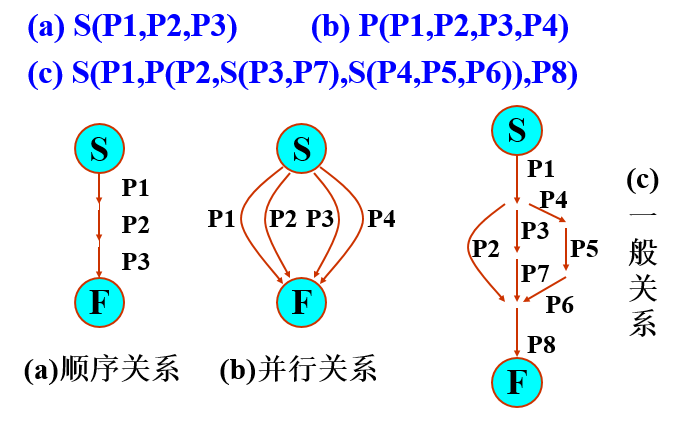 (a) S(P1,P2,P3) (b) P(P1,P2,P3,P4)
(c) S(P1,P(P2,S(P3,P7),S(P4,P5,P6)),P8)
S
P1
P2
P3
F
(a)顺序关系
S
P1 P2 P3 P4
F
(b)并行关系
S
P1
P4
P3
P2
P5
P7
P6
P8
F
(c)一般关系